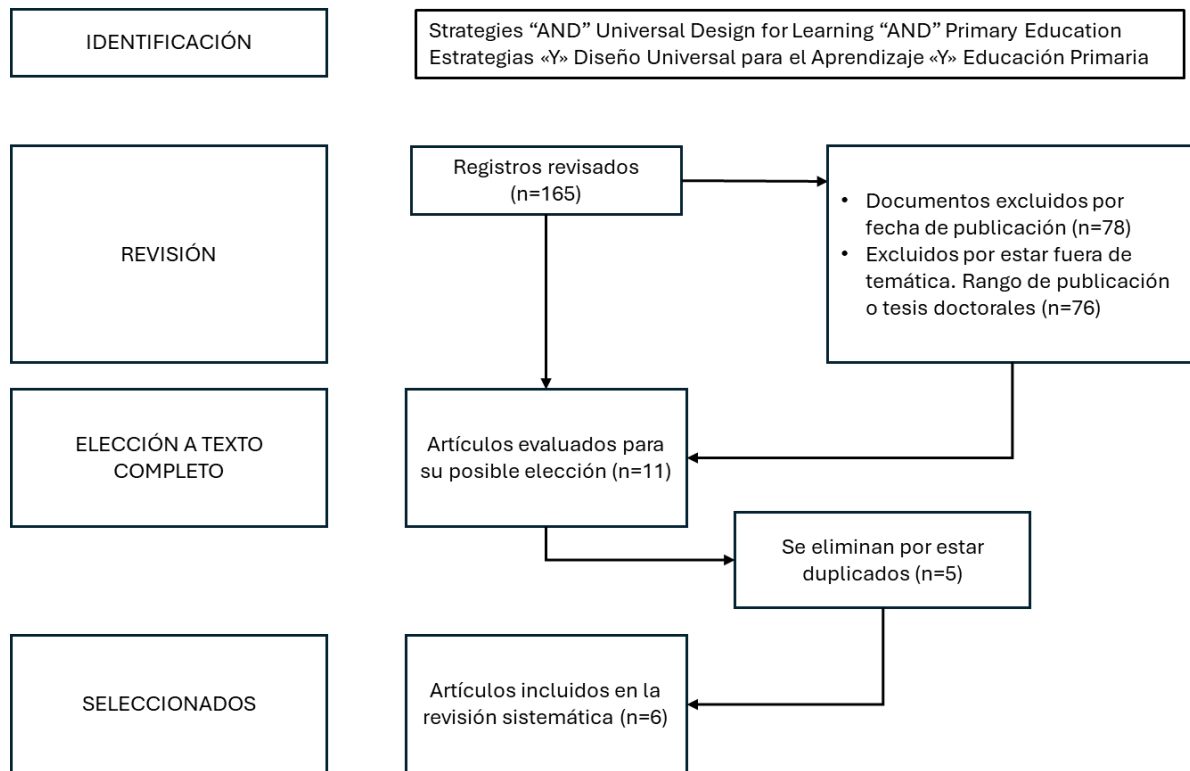 IDENTIFICACIÓN
Strategies “AND” Universal Design for Learning “AND” Primary Education
Estrategias «Y» Diseño Universal para el Aprendizaje «Y» Educación Primaria
REVISIÓN
Registros revisados
(n=165)
• Documentos excluidos por
fecha de publicación (n=78)
• Excluidos por estar fuera de
temática. Rango de publicación
o tesis doctorales (n=76)
ELECCIÓN A TEXTO
COMPLETO
Artículos evaluados para
su posible elección (n=11)
Se eliminan por estar
duplicados (n=5)
SELECCIONADOS
Artículos incluidos en la
revisión sistemática (n=6)